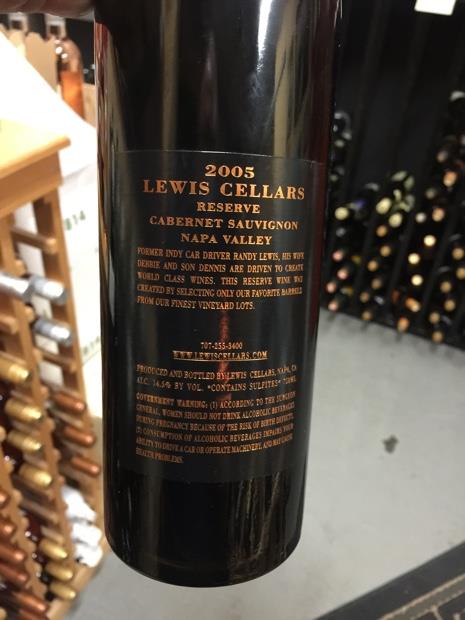 2005
LEWIS CELLARS
RESERVE
CABERNET SAUVIGNON
NAPA VALLEY
FORMER INDY CAR DRIVER RANDY LEWIS, HIS WIFE
DEBBIE AND SON DENNIS ARE DRIVEN TO CREATE
WORLD CLASS WINES. THIS RESERVE WINE WAS
CREATED BY SELECTING ONLY OUR FAVORITE BARRELS
FROM OUR FINEST VINEYARD LOTS.
707-255-3400
WWW.LEWISCELLARS.COM
PRODUCED AND BOTTLED BY LEWIS CELLARS, NAPA, CA
ALC. 14.5% BY VOL. *CONTAINS SULFITES* 750ML
GOVERNMENT WARNING: (1) ACCORDING TO THE SURGEON
GENERAL, WOMEN SHOULD NOT DRINK ALCOHOLIC BEVERAGES
DURING PREGNANCY BECAUSE OF THE RISK OF BIRTH DEFECTS.
(2) CONSUMPTION OF ALCOHOLIC BEVERAGES IMPAIRS YOUR
ABILITY TO DRIVE A CAR OR OPERATE MACHINERY, AND MAY CAUSE
HEALTH PROBLEMS.